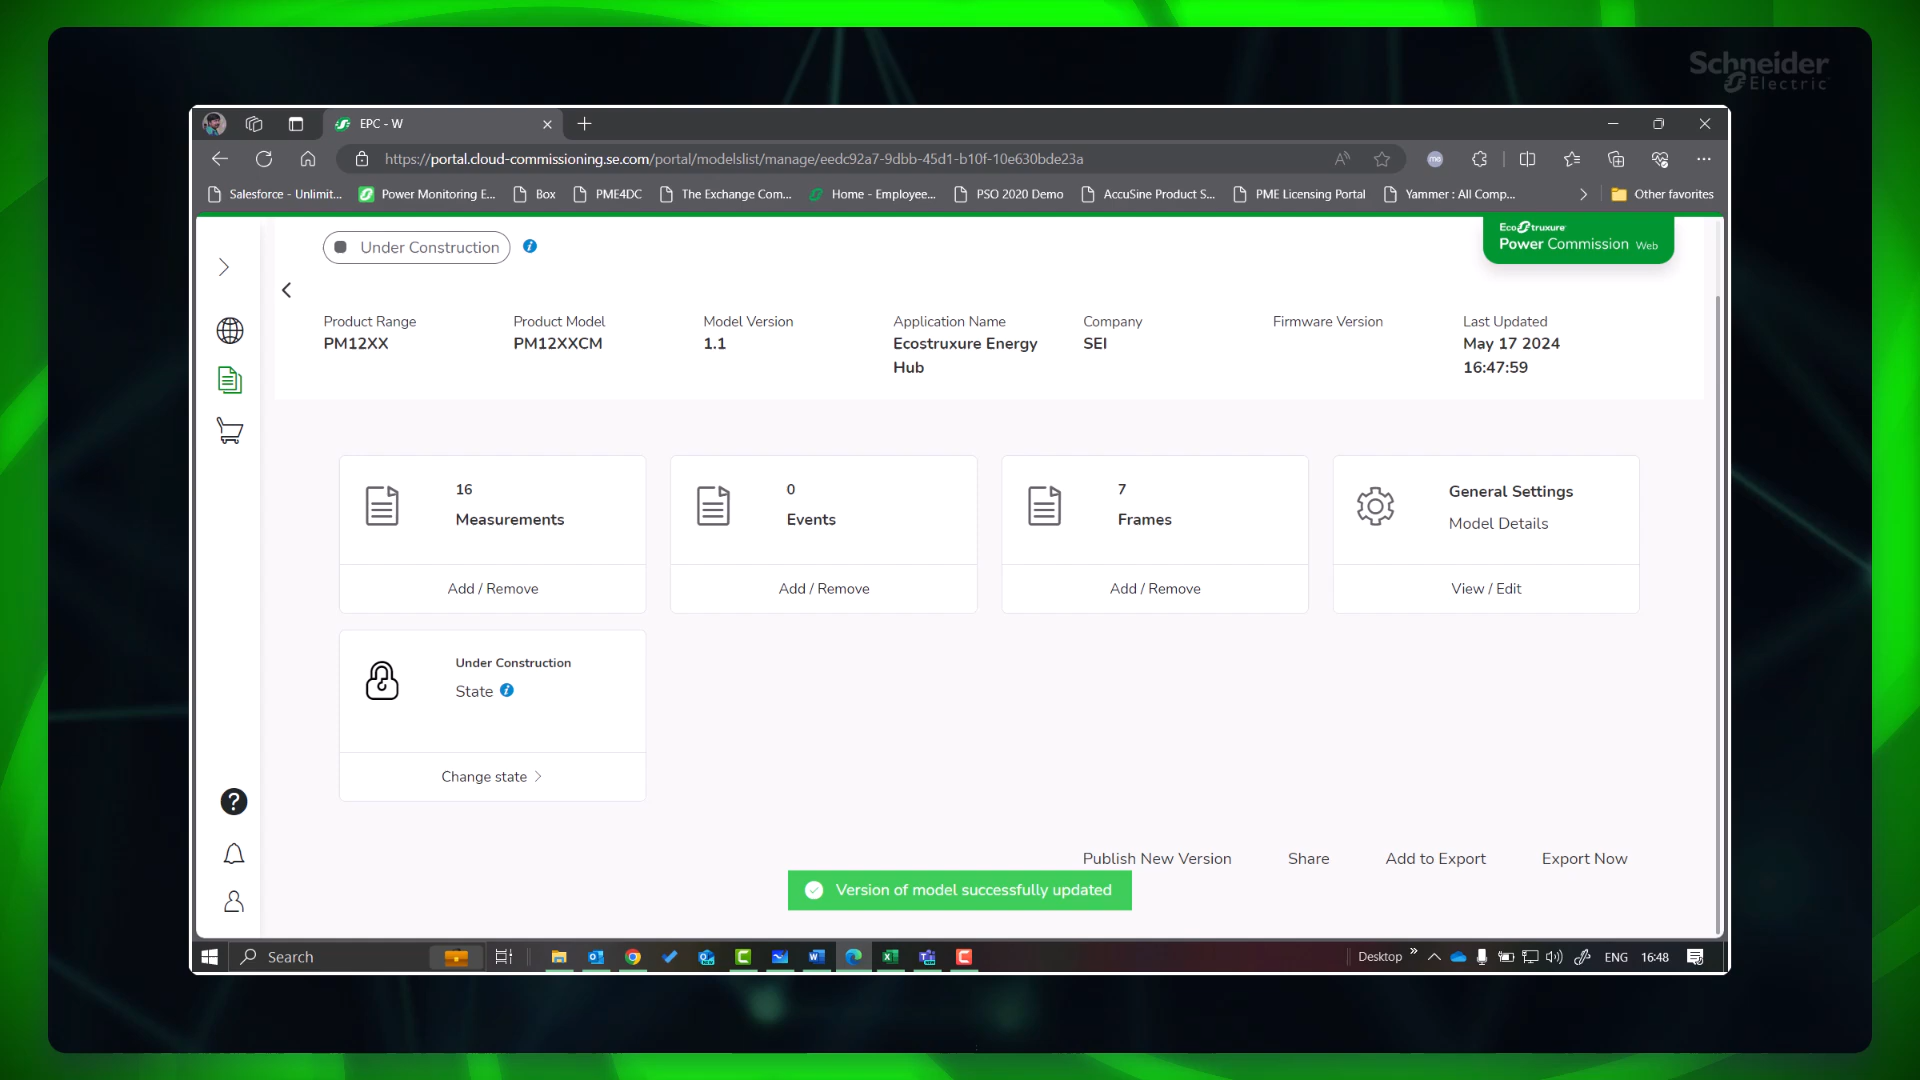 Schneider
Electric
EPC - W
https://portal.cloud-commissioning.se.com/portal/modelslist/manage/eedc92a7-9dbb-45d1-b10f-10e630bde23a
Salesforce - Unlimit... Power Monitoring E... Box PME4DC The Exchange Com... Home - Employee... PSO 2020 Demo AccuSine Product S... PME Licensing Portal Yammer : All Comp... Other favorites
Under Construction
EcoStruxure
Power Commission Web
Product Range Product Model Model Version Application Name Company Firmware Version Last Updated
PM12XX PM12XXCM 1.1 Ecostruxure Energy SEI May 17 2024
Hub 16:47:59
16 0 7 General Settings
Measurements Events Frames Model Details
Add / Remove Add / Remove Add / Remove View / Edit
Under Construction
State
Change state
Publish New Version Share Add to Export Export Now
Version of model successfully updated
Search Desktop ENG 16:48